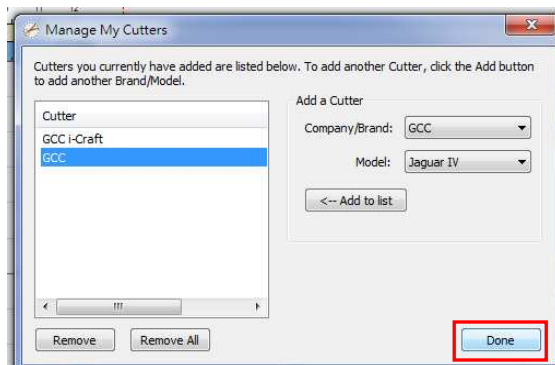 Manage My Cutters
Cutters you currently have added are listed below. To add another Cutter, click the Add button
to add another Brand/Model.
Cutter
GCC i-Craft
GCC
Add a Cutter
Company/Brand: GCC
Model: Jaguar IV
<-- Add to list
Remove
Remove All
Done